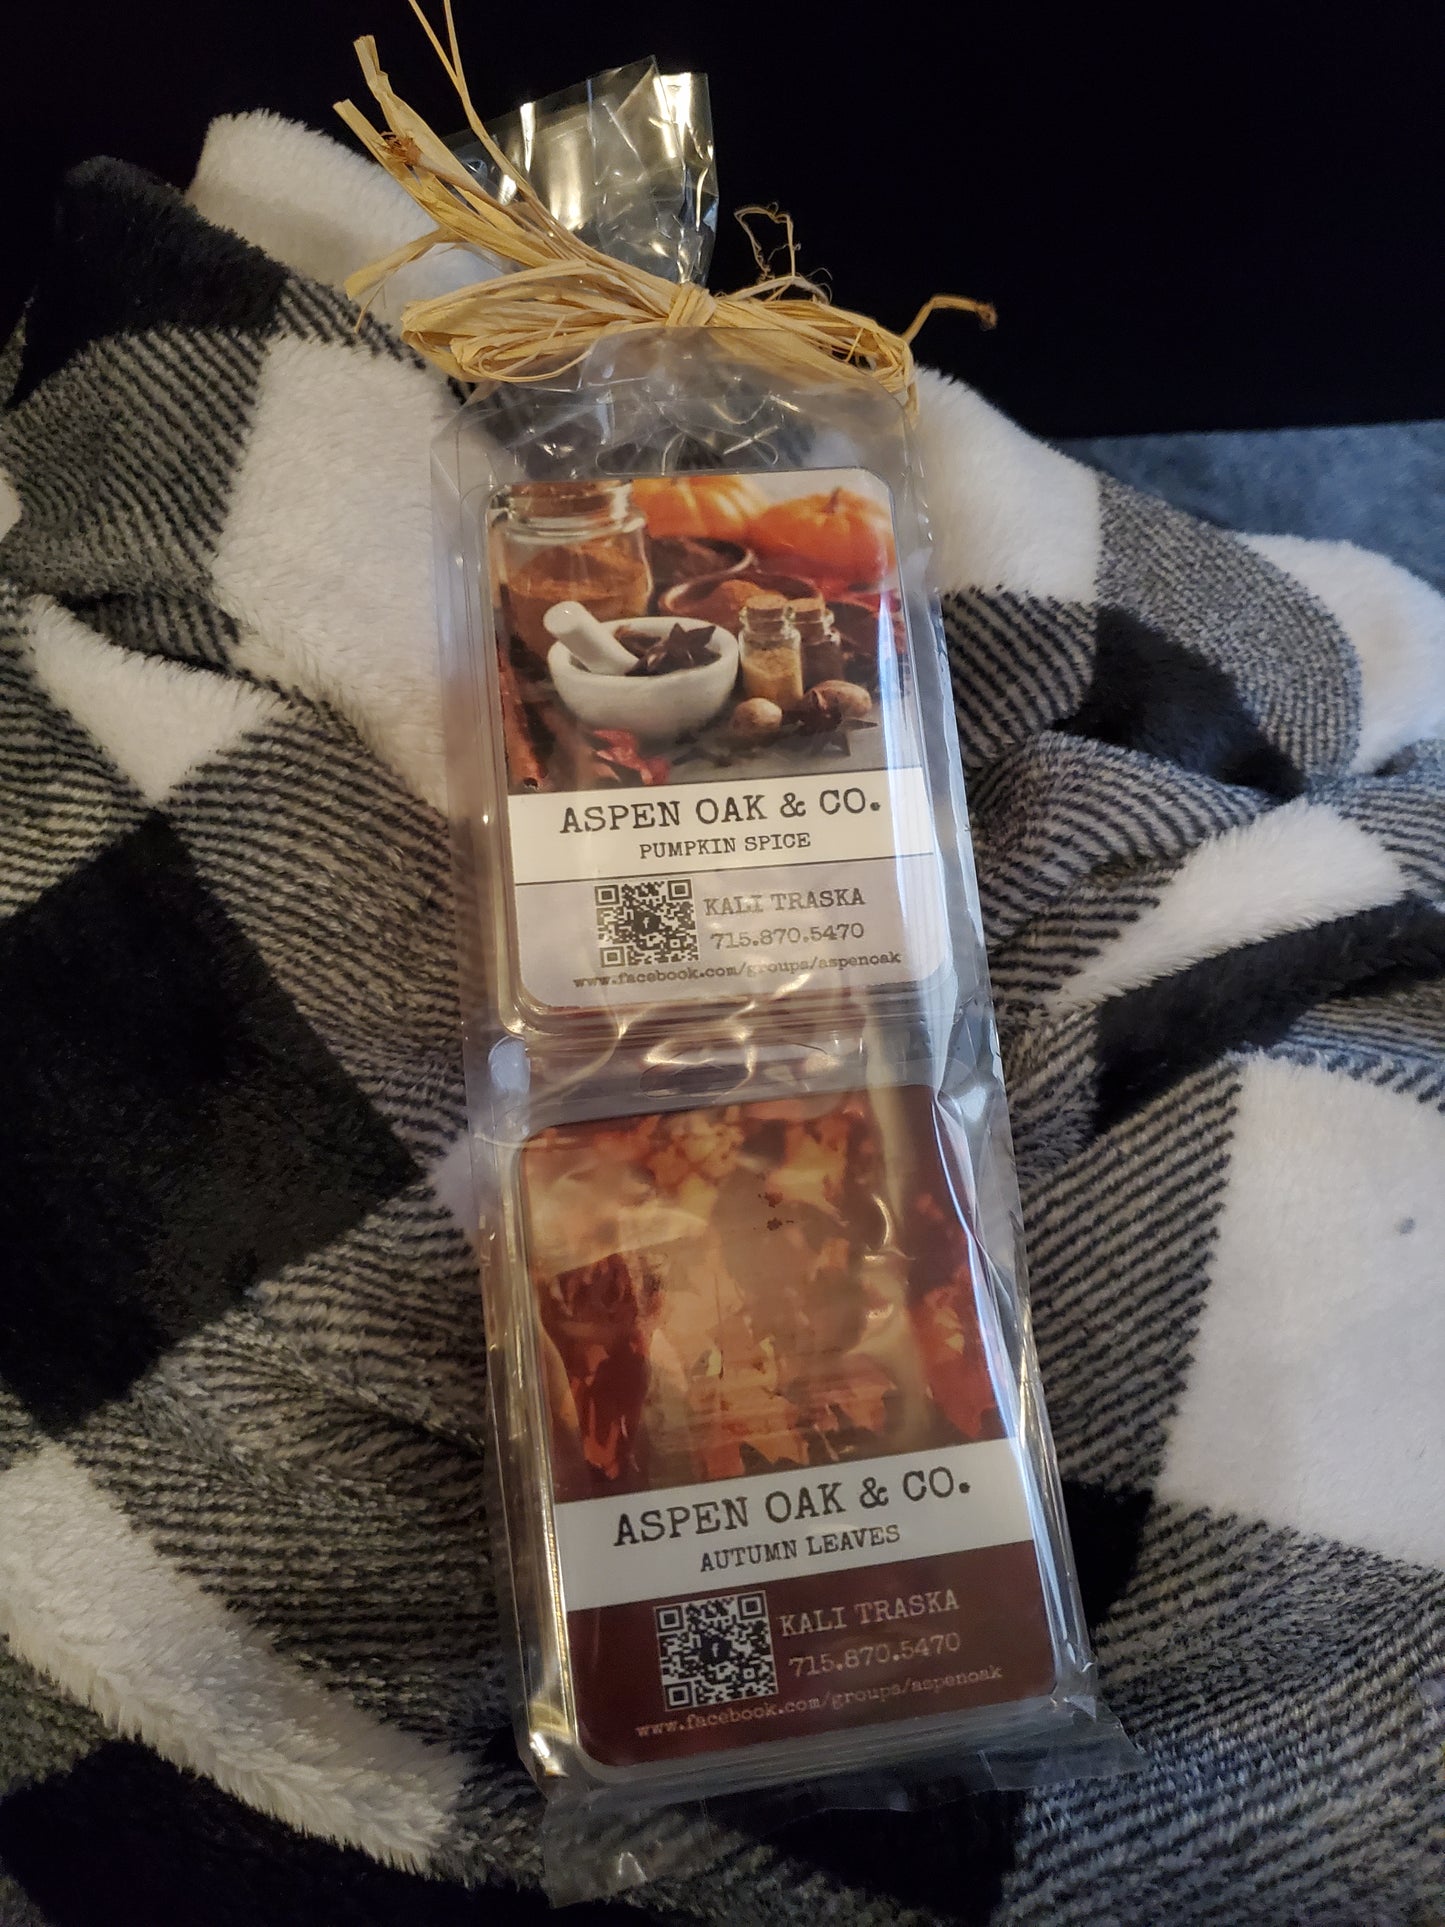 ASPEN OAK & CO.
PUMPKIN SPICE
KALI TRASKA
715.870.5470
www.facebook.com/groups/aspenoak
ASPEN OAK & CO.
AUTUMN LEAVES
KALI TRASKA
715.870.5470
www.facebook.com/groups/aspenoak